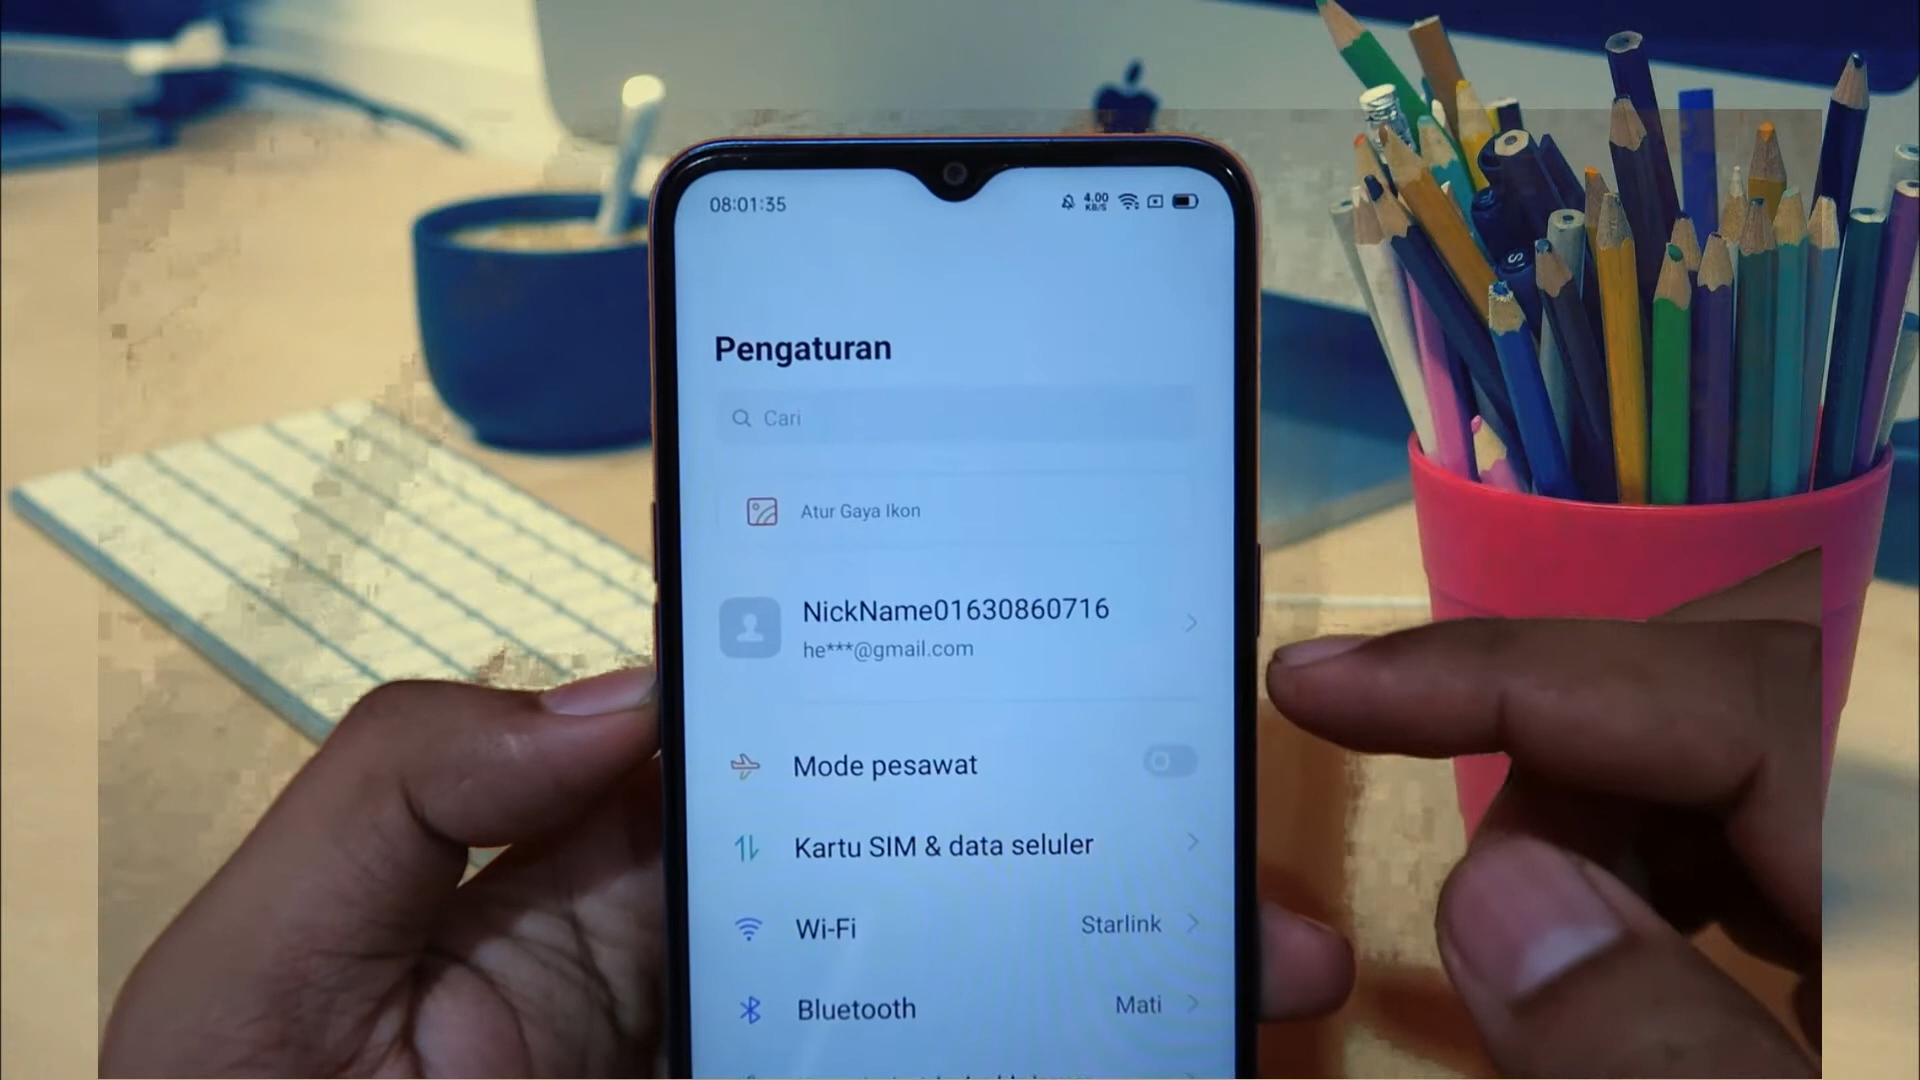 08:01:35
4.00
KB/S
Pengaturan
Cari
Atur Gaya Ikon
NickName01630860716
he***@gmail.com
Mode pesawat
Kartu SIM & data seluler
Wi-Fi
Starlink
Bluetooth
Mati